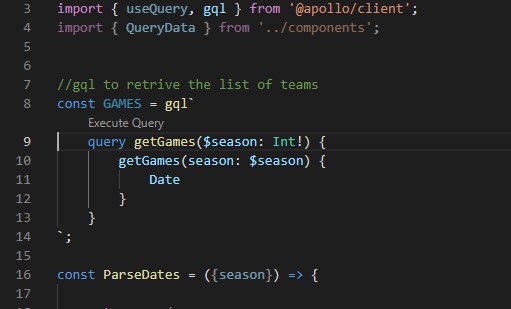 3 import { useQuery, gql } from '@apollo/client';
4 import { QueryData } from '../components';
5
6
7 //gql to retrive the list of teams
8 const GAMES = gql`
Execute Query
9 query getGames($season: Int!) {
10 getGames(season: $season) {
11 Date
12 }
13 }
14 `;
15
16 const ParseDates = ({season}) => {
17